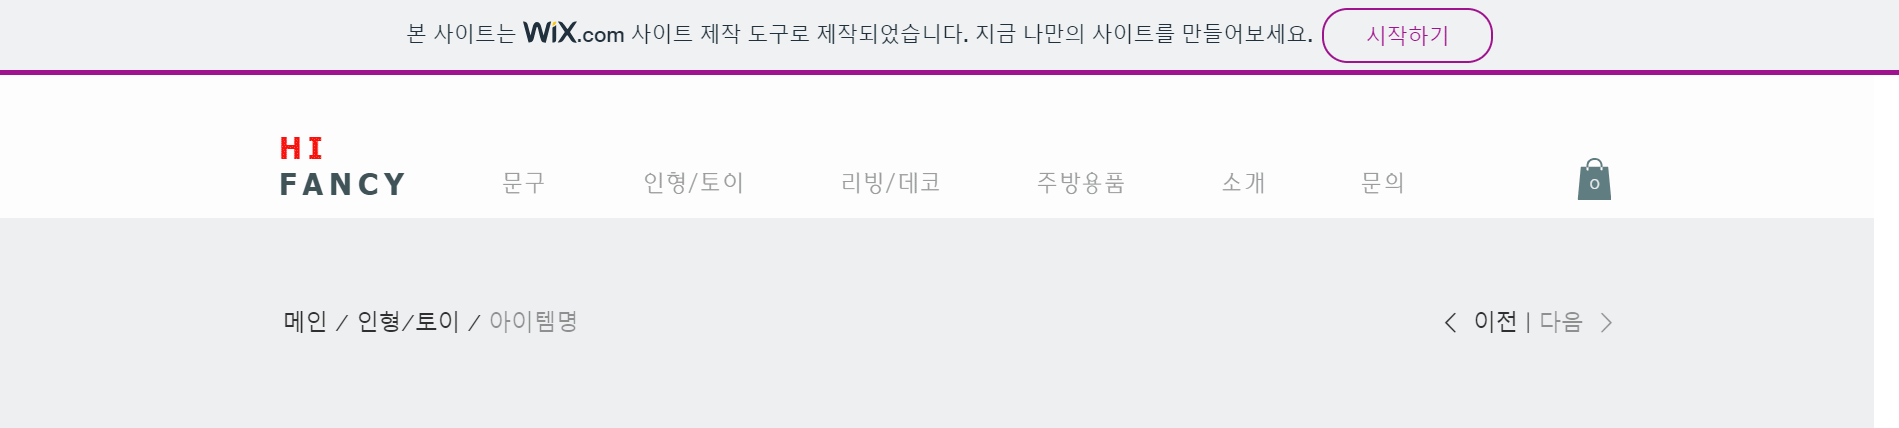 본 사이트는 WiX.com 사이트 제작 도구로 제작되었습니다. 지금 나만의 사이트를 만들어보세요. 시작하기
HI
FANCY 문구 인형/토이 리빙/데코 주방용품 소개 문의 0
메인 / 인형/토이 / 아이템명 < 이전 | 다음 >